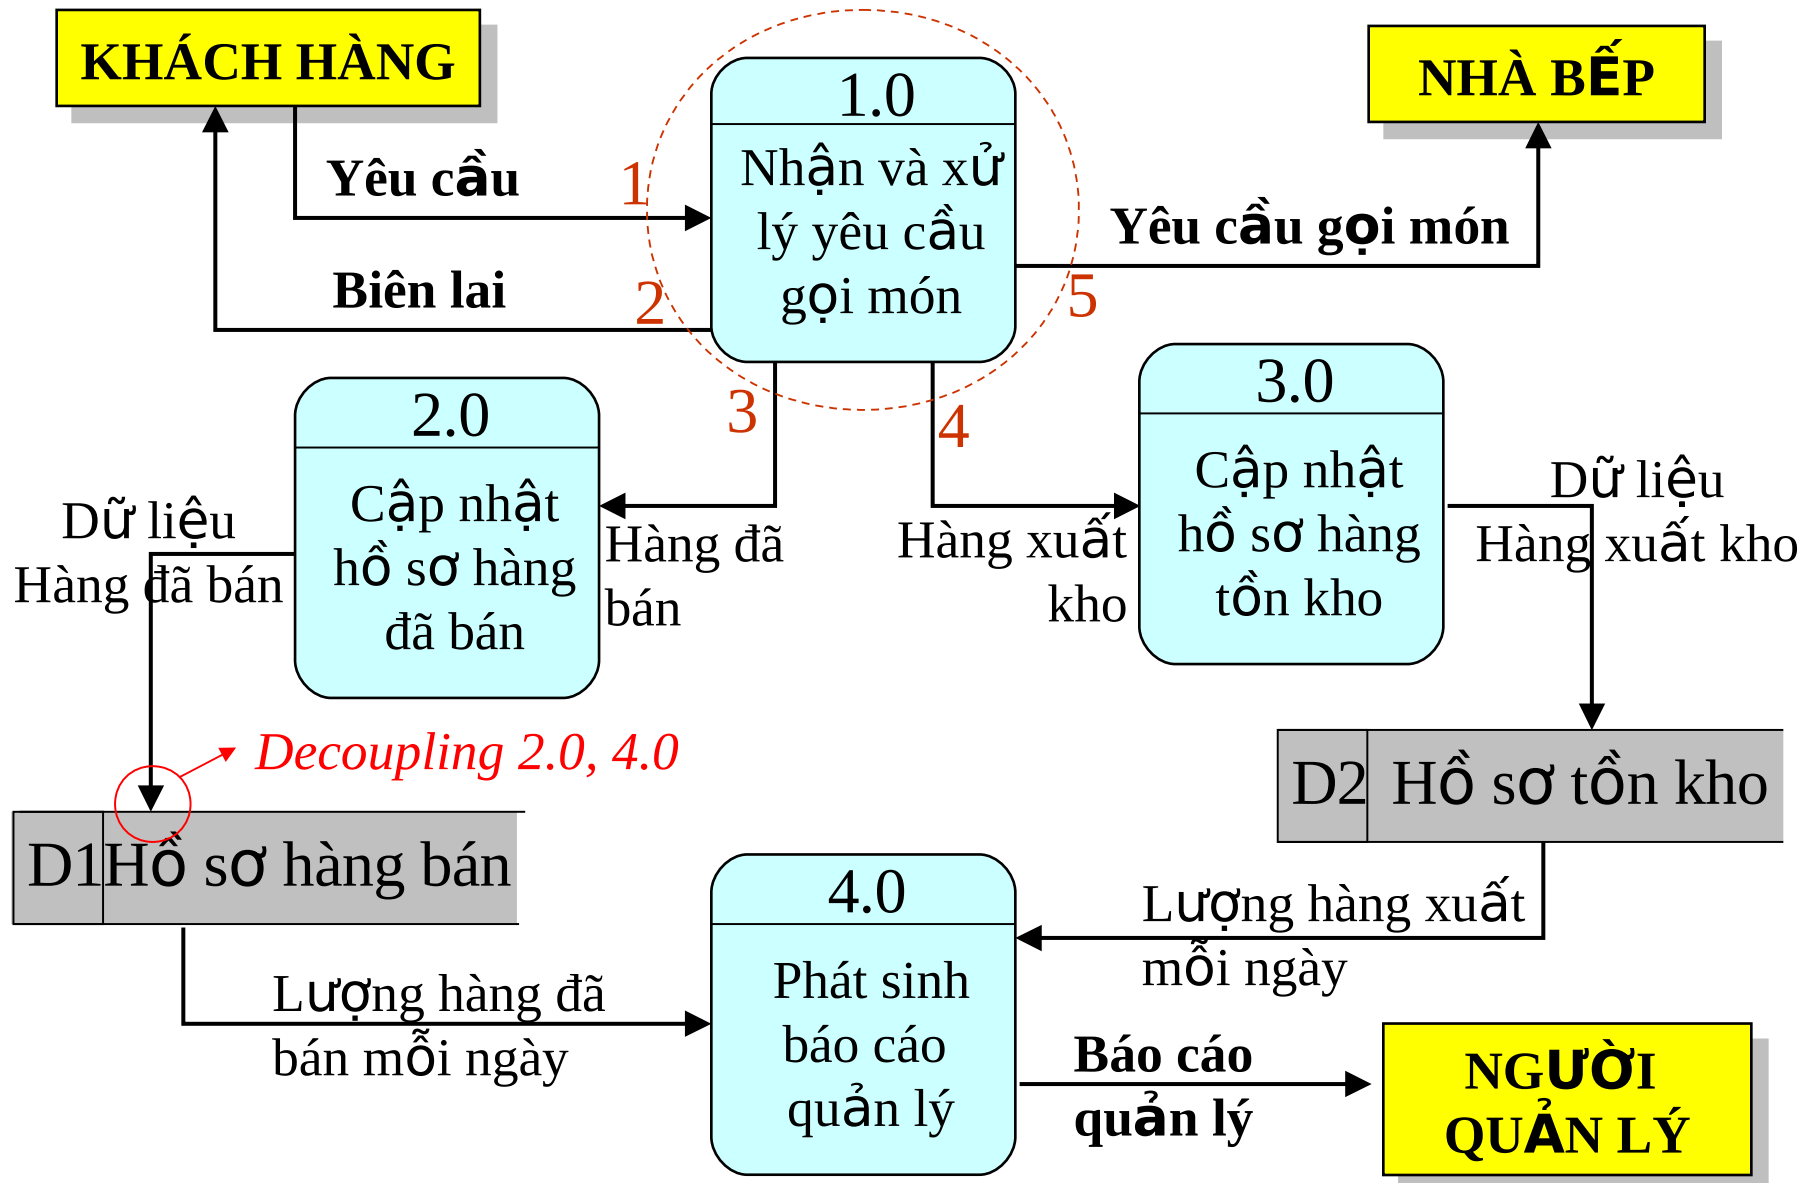 KHÁCH HÀNG
NHÀ BẾP
1.0
Nhận và xử
lý yêu cầu
gọi món
Yêu cầu
1
Biên lai
2
Yêu cầu gọi món
5
3
4
2.0
Cập nhật
hồ sơ hàng
đã bán
3.0
Cập nhật
hồ sơ hàng
tồn kho
Dữ liệu
Hàng đã bán
Hàng đã
bán
Hàng xuất
kho
Dữ liệu
Hàng xuất kho
Decoupling 2.0, 4.0
D1 Hồ sơ hàng bán
D2 Hồ sơ tồn kho
4.0
Phát sinh
báo cáo
quản lý
Lượng hàng đã
bán mỗi ngày
Lượng hàng xuất
mỗi ngày
Báo cáo
quản lý
NGƯỜI
QUẢN LÝ